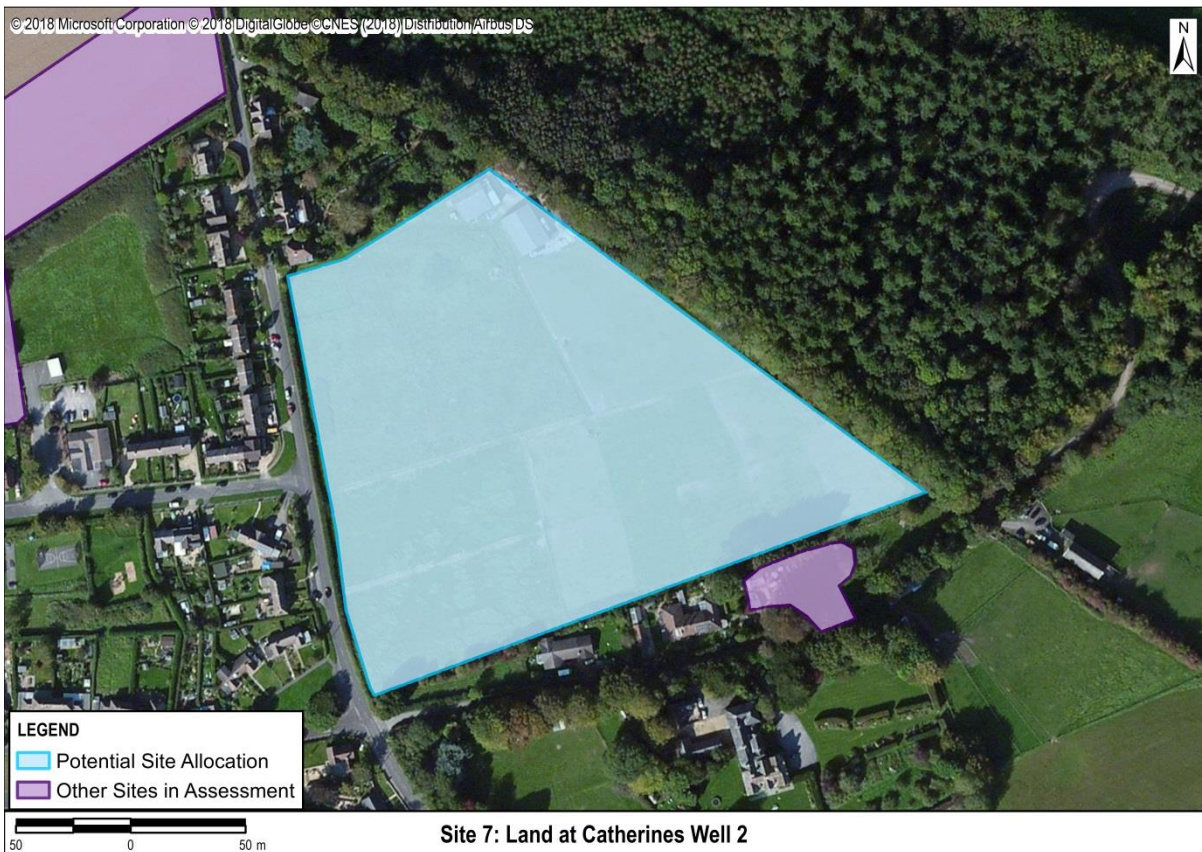 © 2018 Microsoft Corporation © 2018 DigitalGlobe ©CNES (2018) Distribution Airbus DS
N
LEGEND
Potential Site Allocation
Other Sites in Assessment
50 0 50 m
Site 7: Land at Catherines Well 2